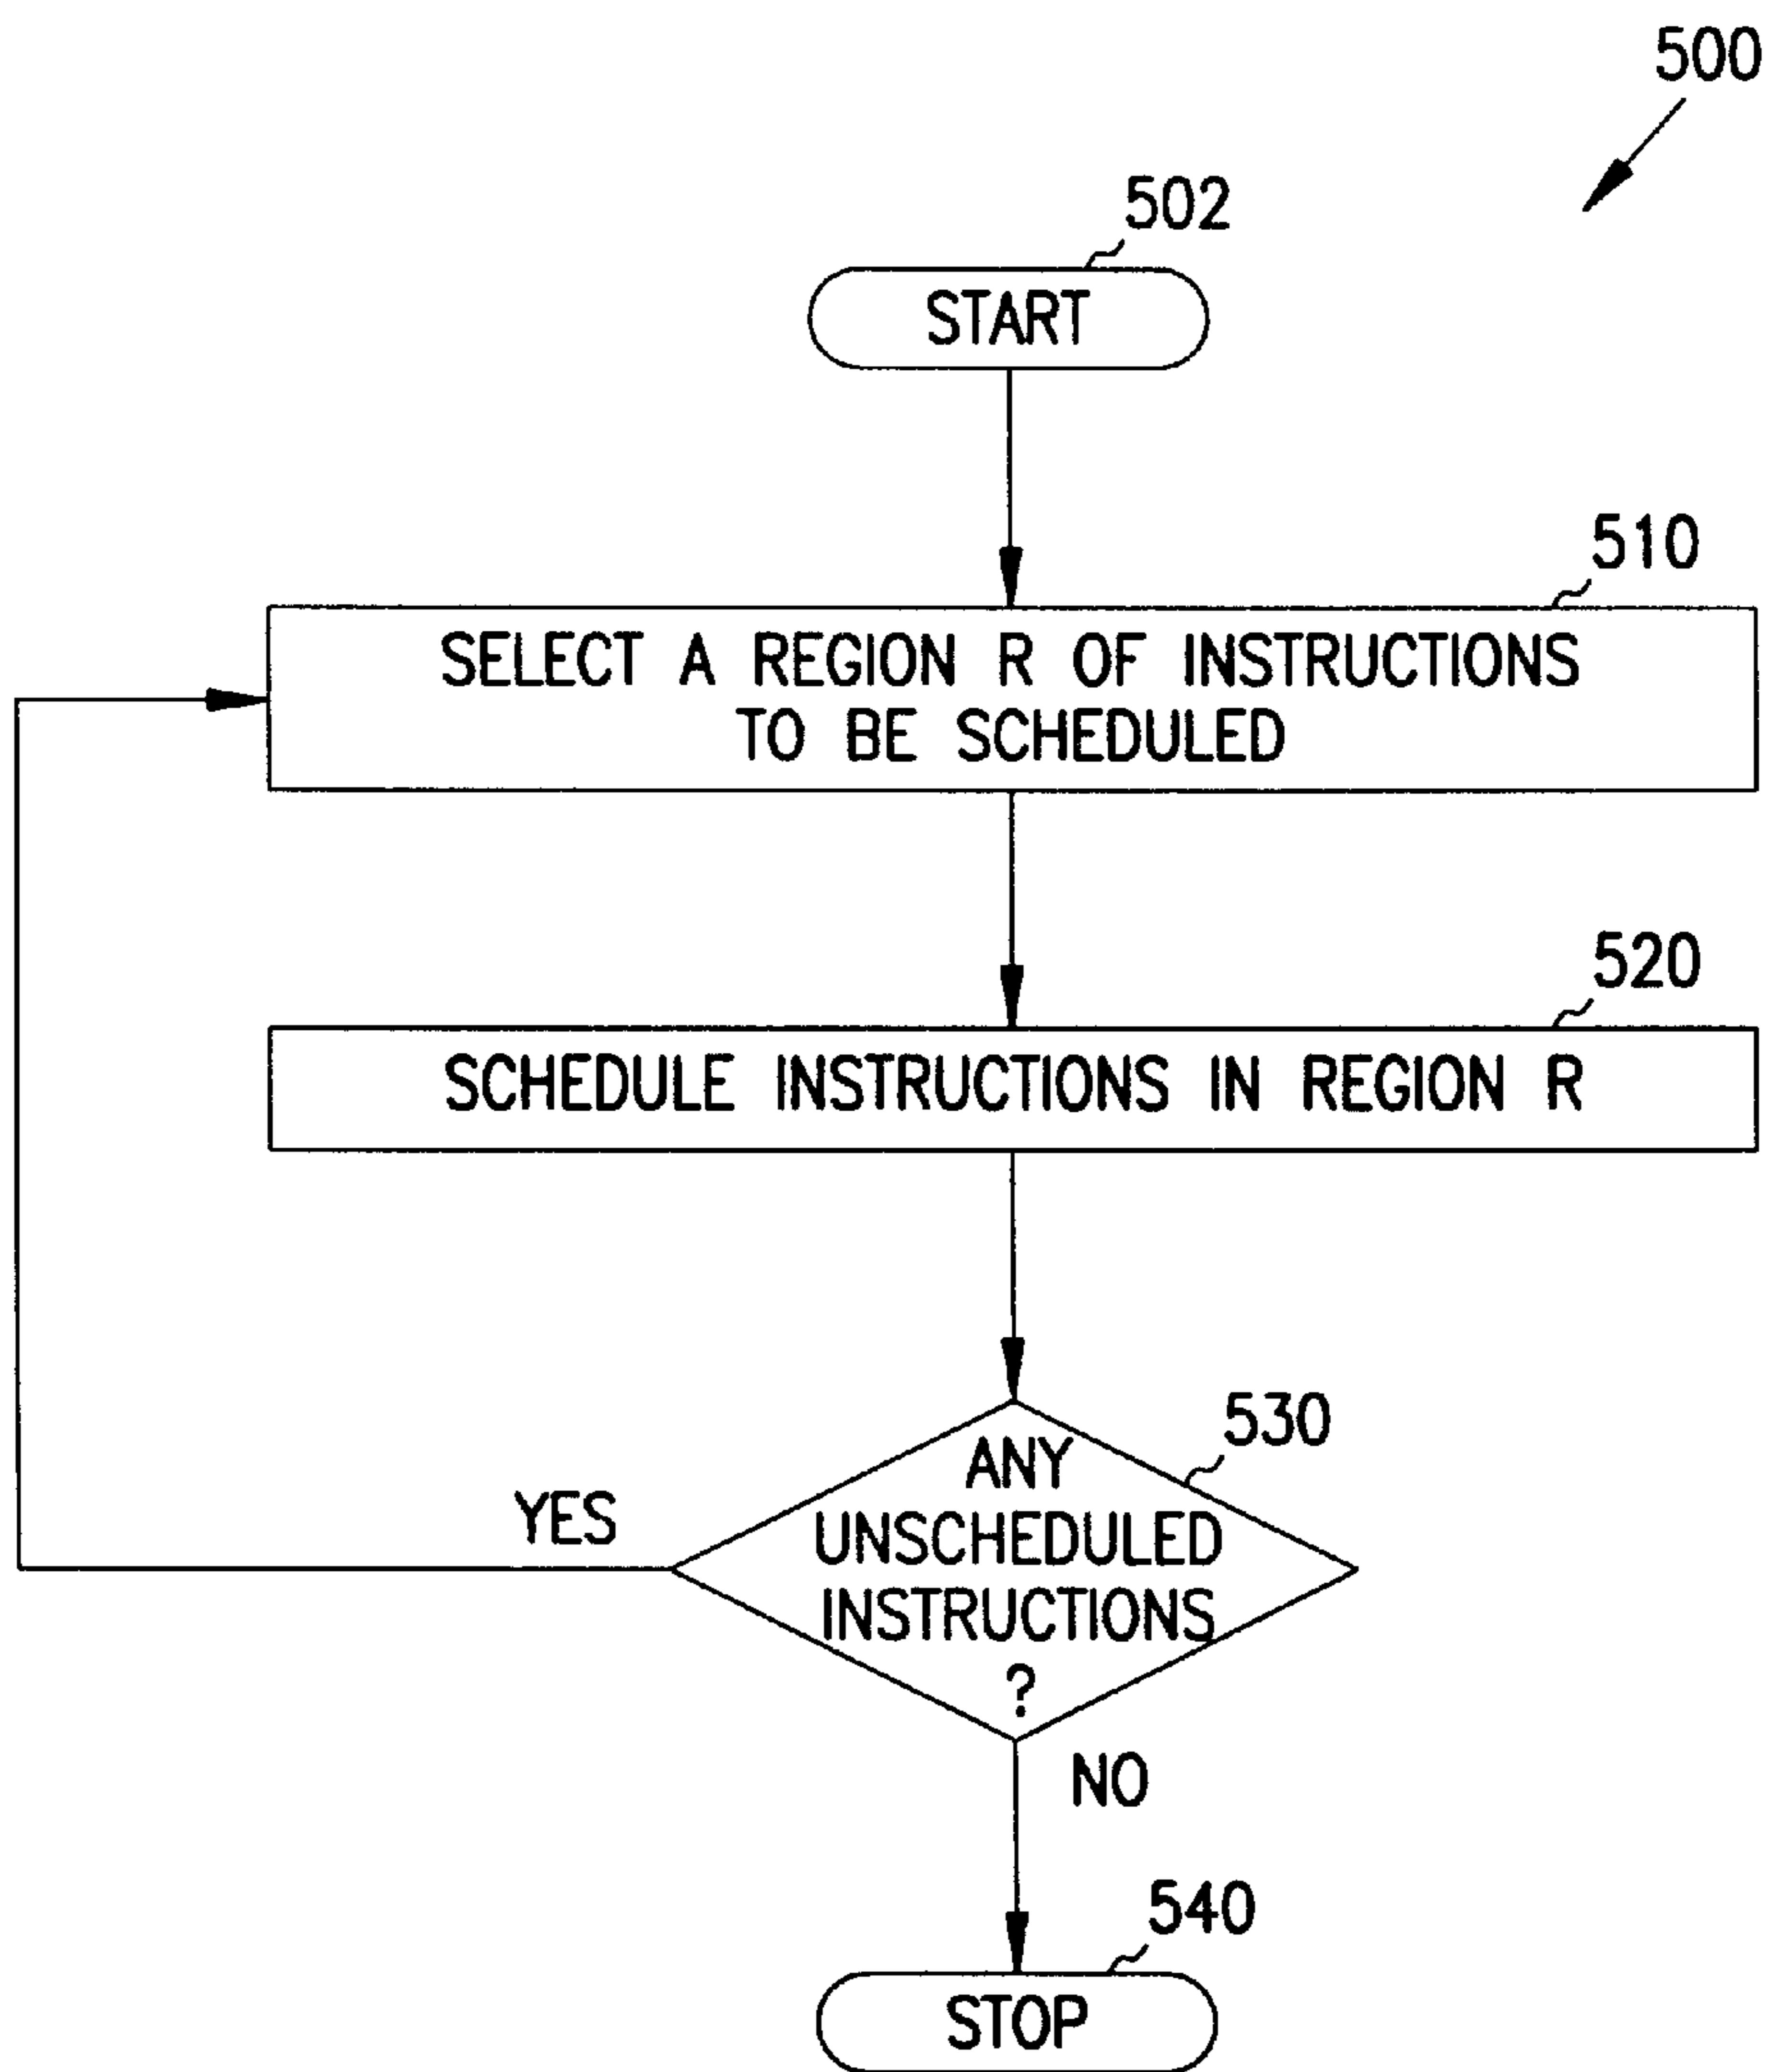 500
502
START
510
SELECT A REGION R OF INSTRUCTIONS
TO BE SCHEDULED
520
SCHEDULE INSTRUCTIONS IN REGION R
530
ANY
UNSCHEDULED
INSTRUCTIONS
?
YES
NO
540
STOP